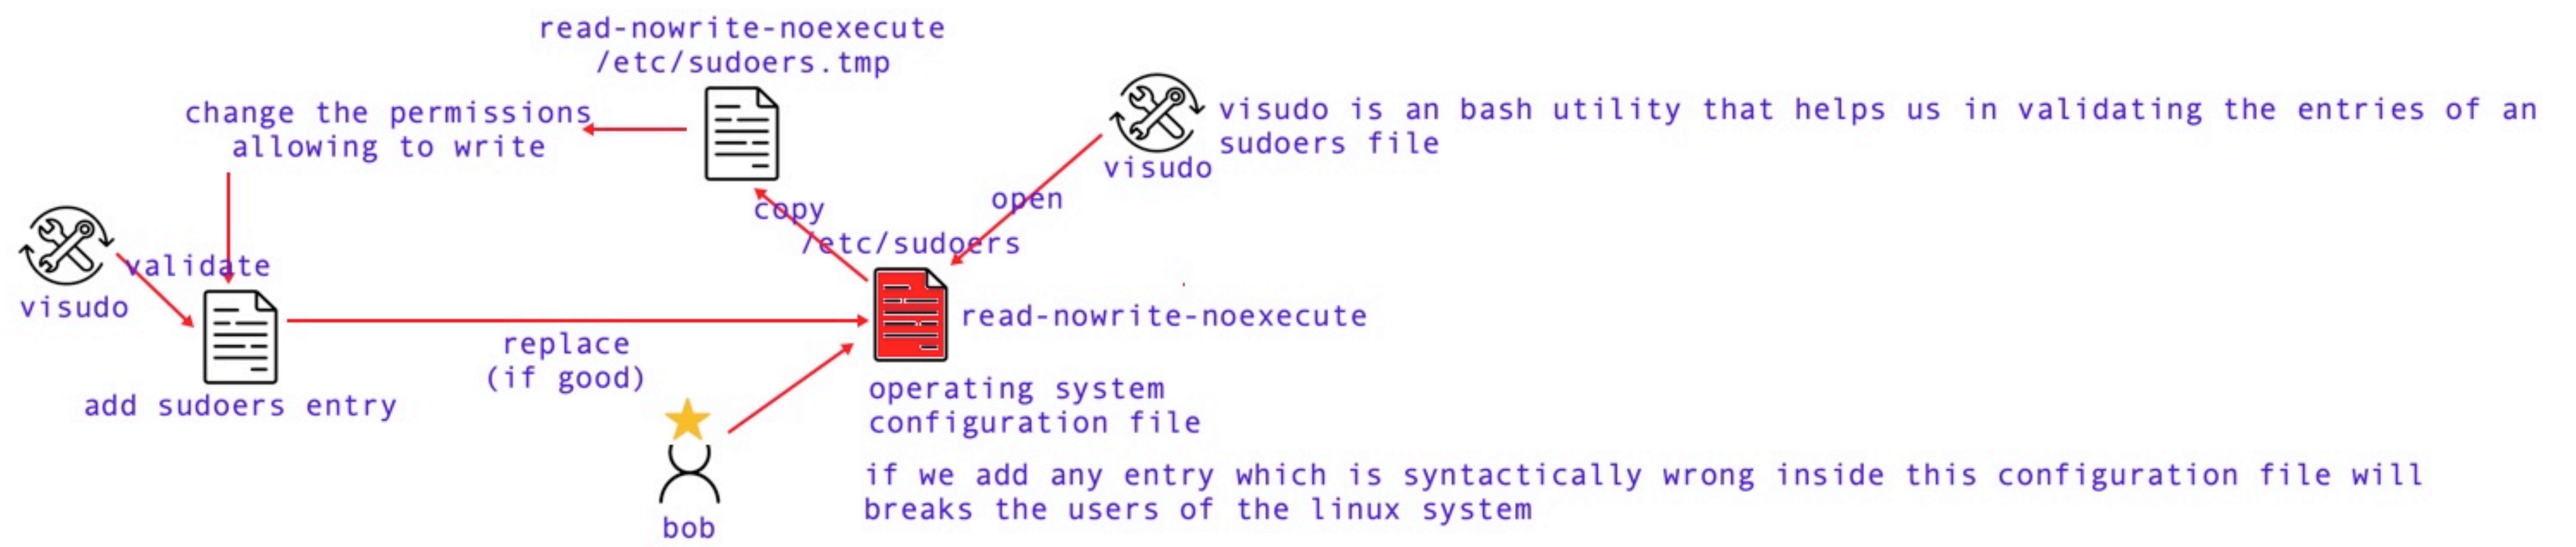 read-nowrite-noexecute
/etc/sudoers.tmp
change the permissions
allowing to write
visudo is an bash utility that helps us in validating the entries of an
sudoers file
visudo
open
copy
/etc/sudoers
validate
visudo
read-nowrite-noexecute
replace
(if good)
add sudoers entry
operating system
configuration file
if we add any entry which is syntactically wrong inside this configuration file will
breaks the users of the linux system
bob